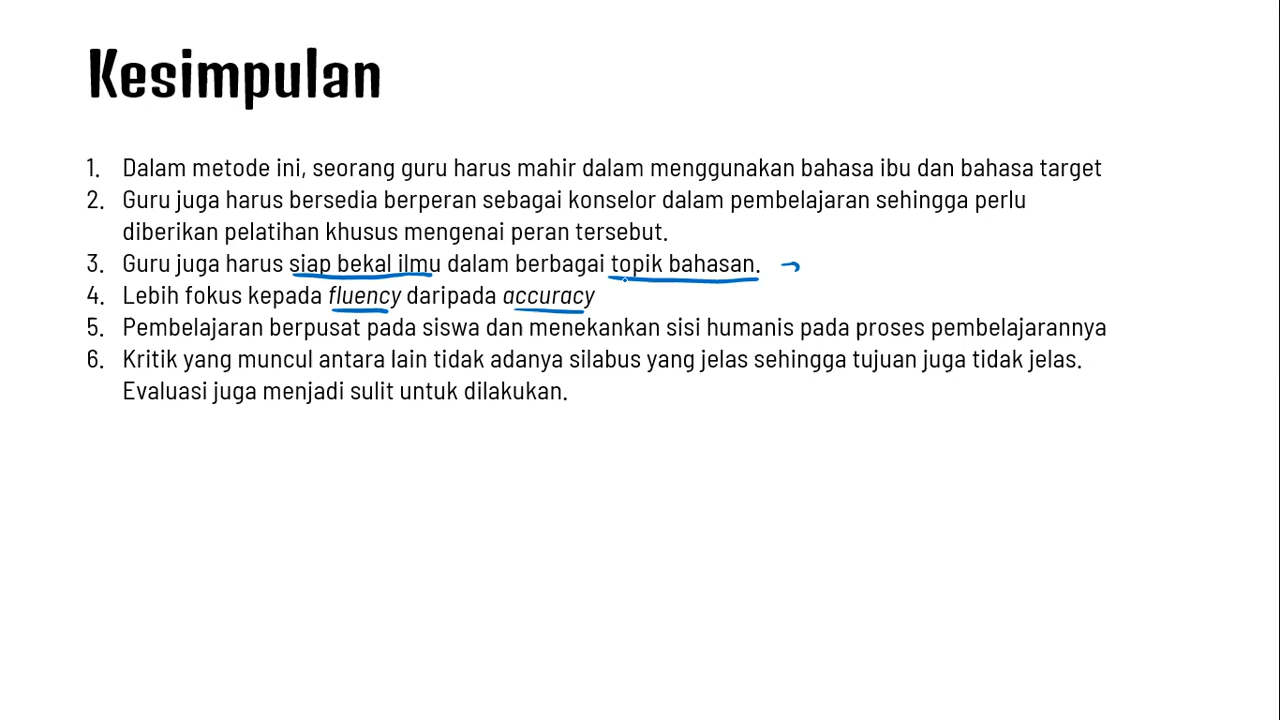 Kesimpulan
1. Dalam metode ini, seorang guru harus mahir dalam menggunakan bahasa ibu dan bahasa target
2. Guru juga harus bersedia berperan sebagai konselor dalam pembelajaran sehingga perlu
diberikan pelatihan khusus mengenai peran tersebut.
3. Guru juga harus siap bekal ilmu dalam berbagai topik bahasan.
4. Lebih fokus kepada fluency daripada accuracy
5. Pembelajaran berpusat pada siswa dan menekankan sisi humanis pada proses pembelajarannya
6. Kritik yang muncul antara lain tidak adanya silabus yang jelas sehingga tujuan juga tidak jelas.
Evaluasi juga menjadi sulit untuk dilakukan.